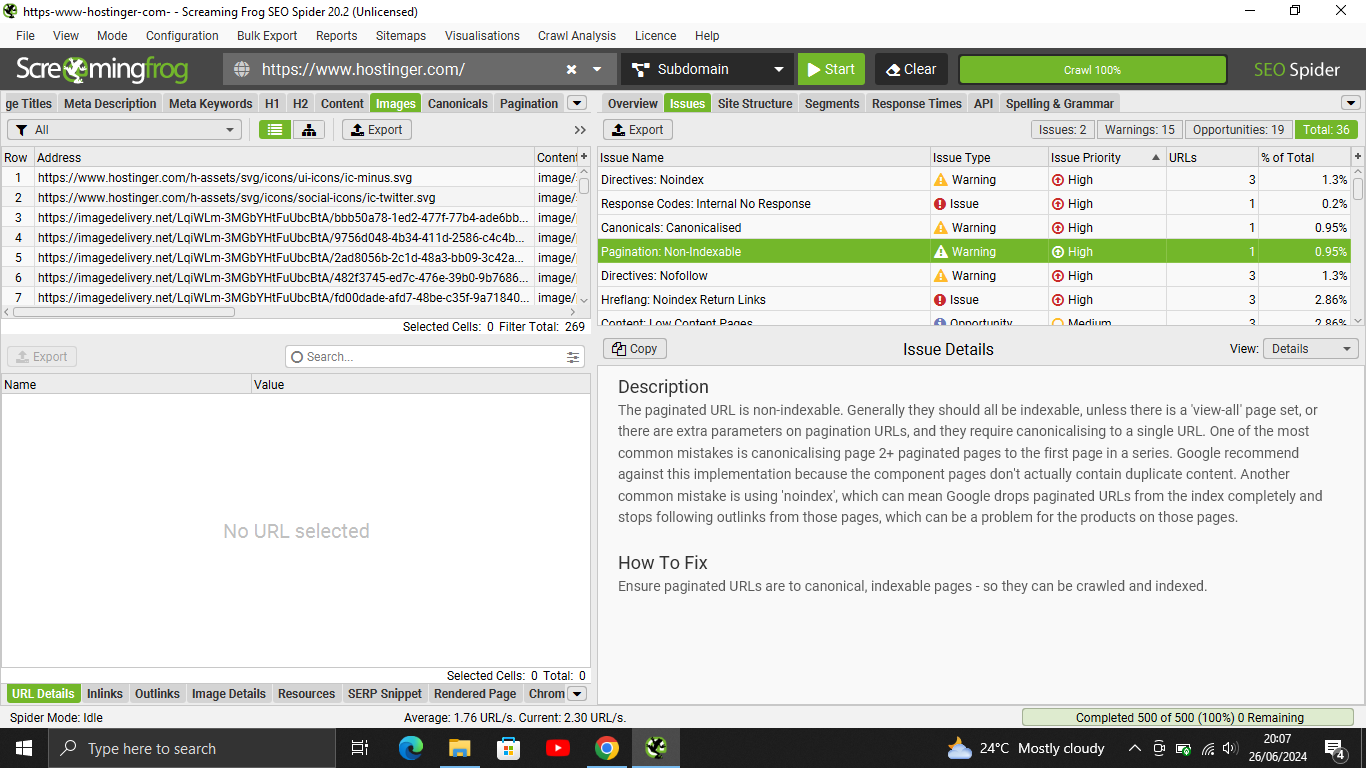 https-www-hostinger-com- - Screaming Frog SEO Spider 20.2 (Unlicensed)
File View Mode Configuration Bulk Export Reports Sitemaps Visualisations Crawl Analysis Licence Help
Screamingfrog https://www.hostinger.com/ Subdomain Start Clear Crawl 100% SEO Spider
ge Titles Meta Description Meta Keywords H1 H2 Content Images Canonicals Pagination
All Export
Row Address Conten
1 https://www.hostinger.com/h-assets/svg/icons/ui-icons/ic-minus.svg image/
2 https://www.hostinger.com/h-assets/svg/icons/social-icons/ic-twitter.svg image/
3 https://imagedelivery.net/LqiWLm-3MGbYHtFuUbcBtA/bbb50a78-1ed2-477f-77b4-ade6bb... image/
4 https://imagedelivery.net/LqiWLm-3MGbYHtFuUbcBtA/9756d048-4b34-411d-2586-c4c4b... image/
5 https://imagedelivery.net/LqiWLm-3MGbYHtFuUbcBtA/2ad8056b-2c1d-48a3-bb09-3c42a... image/
6 https://imagedelivery.net/LqiWLm-3MGbYHtFuUbcBtA/482f3745-ed7c-476e-39b0-9b7686... image/
7 https://imagedelivery.net/LqiWLm-3MGbYHtFuUbcBtA/fd00dade-afd7-48be-c35f-9a71840... image/
Selected Cells: 0 Filter Total: 269
Export Search...
Name Value
No URL selected
Selected Cells: 0 Total: 0
URL Details Inlinks Outlinks Image Details Resources SERP Snippet Rendered Page Chrom
Overview Issues Site Structure Segments Response Times API Spelling & Grammar
Export Issues: 2 Warnings: 15 Opportunities: 19 Total: 36
Issue Name Issue Type Issue Priority URLs % of Total
Directives: Noindex Warning High 3 1.3%
Response Codes: Internal No Response Issue High 1 0.2%
Canonicals: Canonicalised Warning High 1 0.95%
Pagination: Non-Indexable Warning High 1 0.95%
Directives: Nofollow Warning High 3 1.3%
Hreflang: Noindex Return Links Issue High 3 2.86%
Content: Low Content Pages Opportunity Medium 3 2.86%
Copy Issue Details View: Details
Description
The paginated URL is non-indexable. Generally they should all be indexable, unless there is a 'view-all' page set, or
there are extra parameters on pagination URLs, and they require canonicalising to a single URL. One of the most
common mistakes is canonicalising page 2+ paginated pages to the first page in a series. Google recommend
against this implementation because the component pages don't actually contain duplicate content. Another
common mistake is using 'noindex', which can mean Google drops paginated URLs from the index completely and
stops following outlinks from those pages, which can be a problem for the products on those pages.
How To Fix
Ensure paginated URLs are to canonical, indexable pages - so they can be crawled and indexed.
Spider Mode: Idle Average: 1.76 URL/s. Current: 2.30 URL/s. Completed 500 of 500 (100%) 0 Remaining
Type here to search 24°C Mostly cloudy 20:07
26/06/2024 4